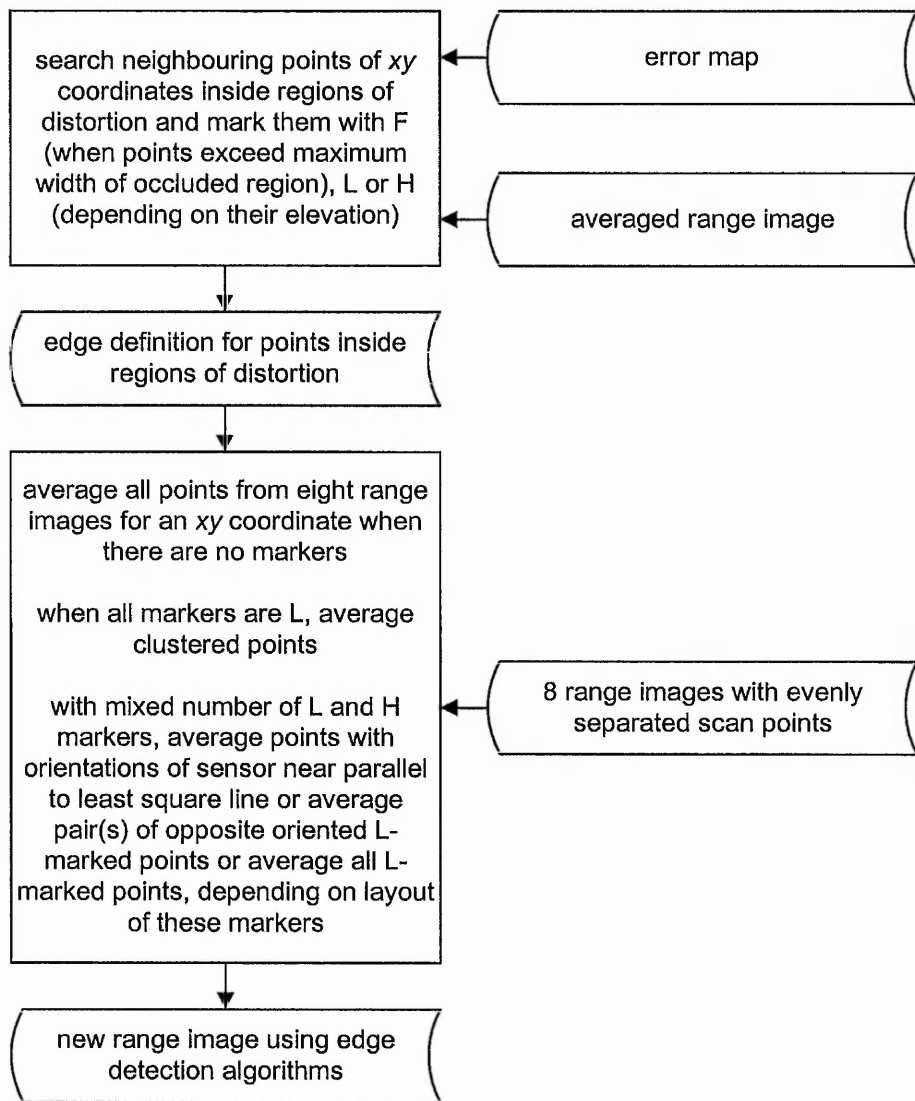 search neighbouring points of xy
coordinates inside regions of
distortion and mark them with F
(when points exceed maximum
width of occluded region), L or H
(depending on their elevation)
error map
averaged range image
edge definition for points inside
regions of distortion
average all points from eight range
images for an xy coordinate when
there are no markers
when all markers are L, average
clustered points
with mixed number of L and H
markers, average points with
orientations of sensor near parallel
to least square line or average
pair(s) of opposite oriented L-
marked points or average all L-
marked points, depending on layout
of these markers
8 range images with evenly
separated scan points
new range image using edge
detection algorithms